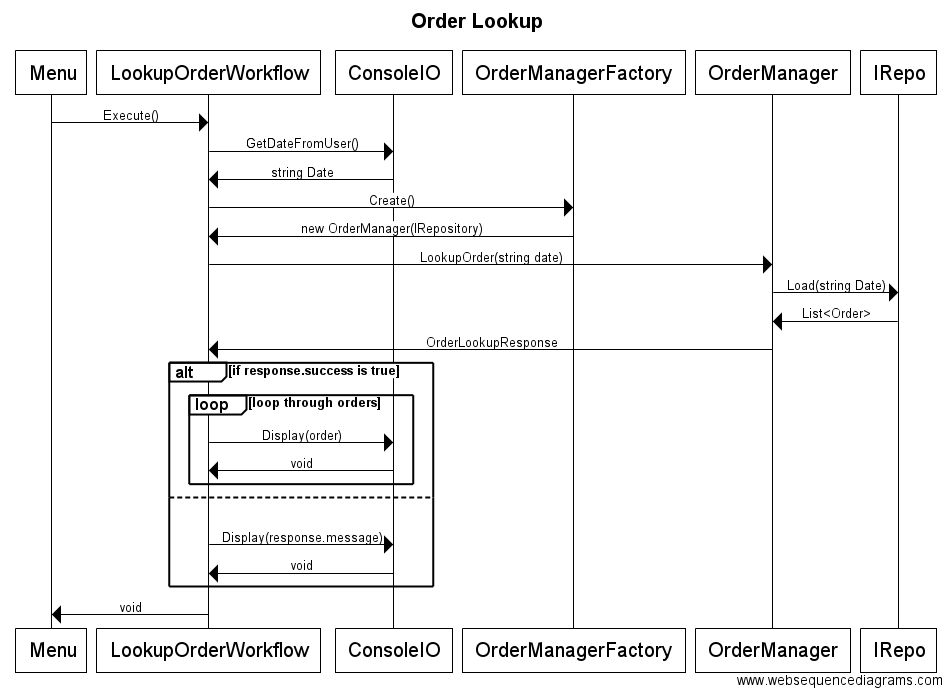 Order Lookup
Menu LookupOrderWorkflow ConsoleIO OrderManagerFactory OrderManager IRepo
Execute()
GetDateFromUser()
string Date
Create()
new OrderManager(IRepository)
LookupOrder(string date)
Load(string Date)
List<Order>
OrderLookupResponse
alt [if response.success is true]
loop [loop through orders]
Display(order)
void
Display(response.message)
void
void
Menu LookupOrderWorkflow ConsoleIO OrderManagerFactory OrderManager IRepo
www.websequencediagrams.com